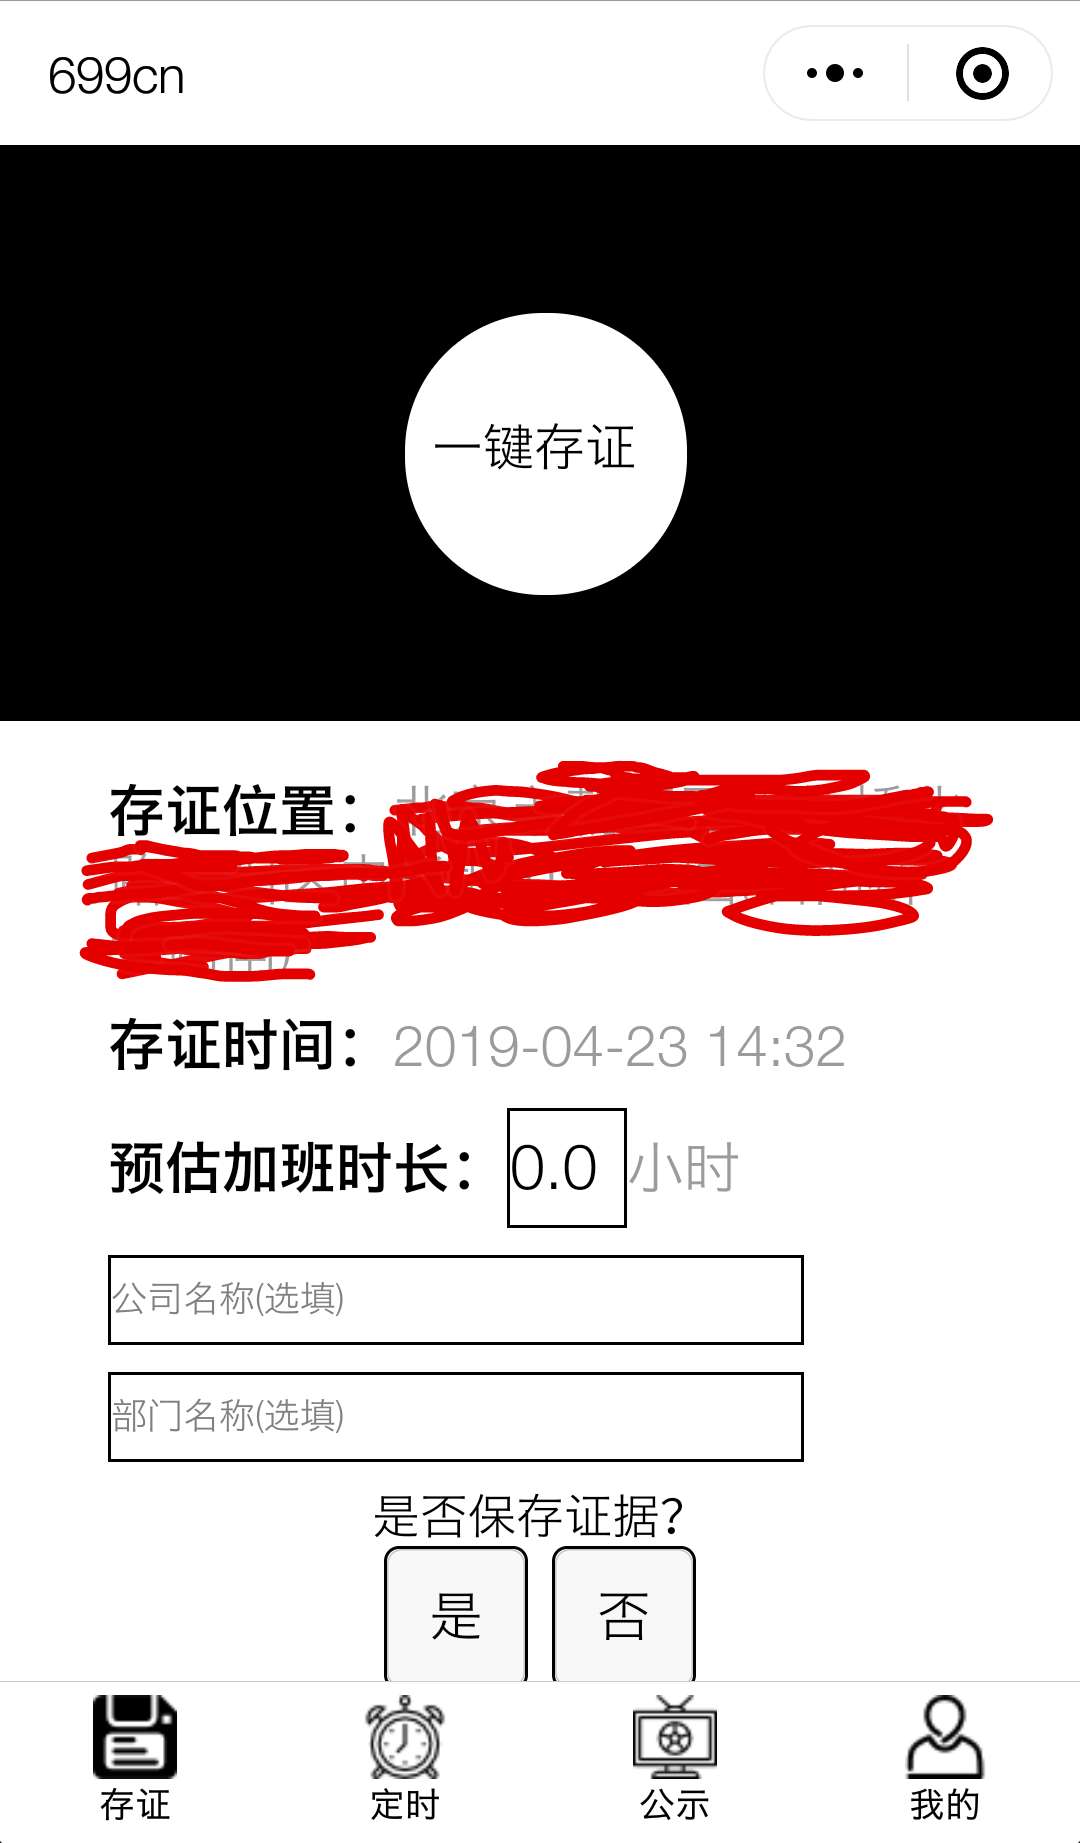 699cn
一键存证
存证位置：
存证时间：2019-04-23 14:32
预估加班时长：0.0小时
公司名称(选填)
部门名称(选填)
是否保存证据？
是 否
存证 定时 公示 我的